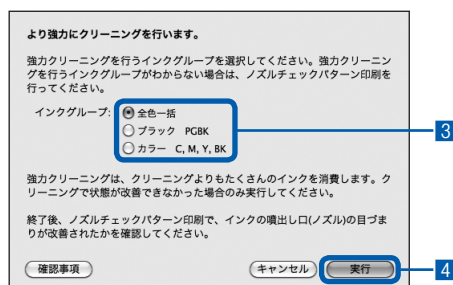 より強力にクリーニングを行います。
強力クリーニングを行うインクグループを選択してください。強力クリーニン
グを行うインクグループがわからない場合は、ノズルチェックパターン印刷を
行ってください。
インクグループ: 全色一括
ブラック PGBK
カラー C, M, Y, BK
3
強力クリーニングは、クリーニングよりもたくさんのインクを消費します。ク
リーニングで状態が改善できなかった場合のみ実行してください。
終了後、ノズルチェックパターン印刷で、インクの噴出し口(ノズル)の目づま
りが改善されたかを確認してください。
確認事項 キャンセル 実行 4